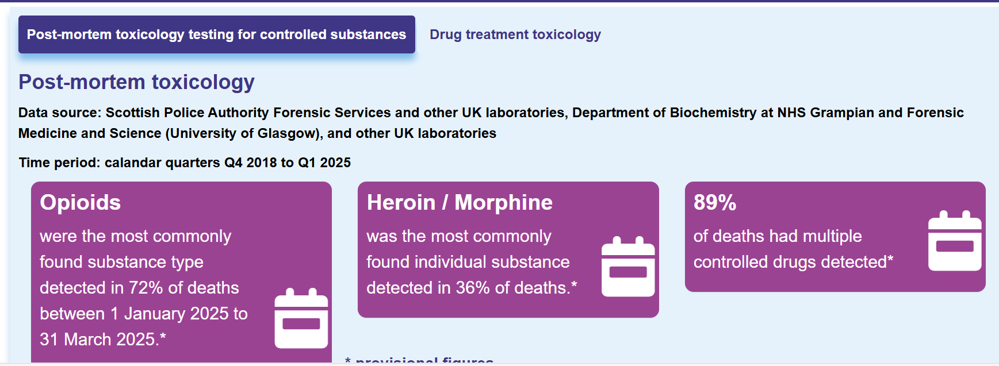 Post-mortem toxicology testing for controlled substances
Drug treatment toxicology
Post-mortem toxicology
Data source: Scottish Police Authority Forensic Services and other UK laboratories, Department of Biochemistry at NHS Grampian and Forensic
Medicine and Science (University of Glasgow), and other UK laboratories
Time period: calandar quarters Q4 2018 to Q1 2025
Opioids
were the most commonly
found substance type
detected in 72% of deaths
between 1 January 2025 to
31 March 2025.*
Heroin / Morphine
was the most commonly
found individual substance
detected in 36% of deaths.*
89%
of deaths had multiple
controlled drugs detected*
* provisional figures